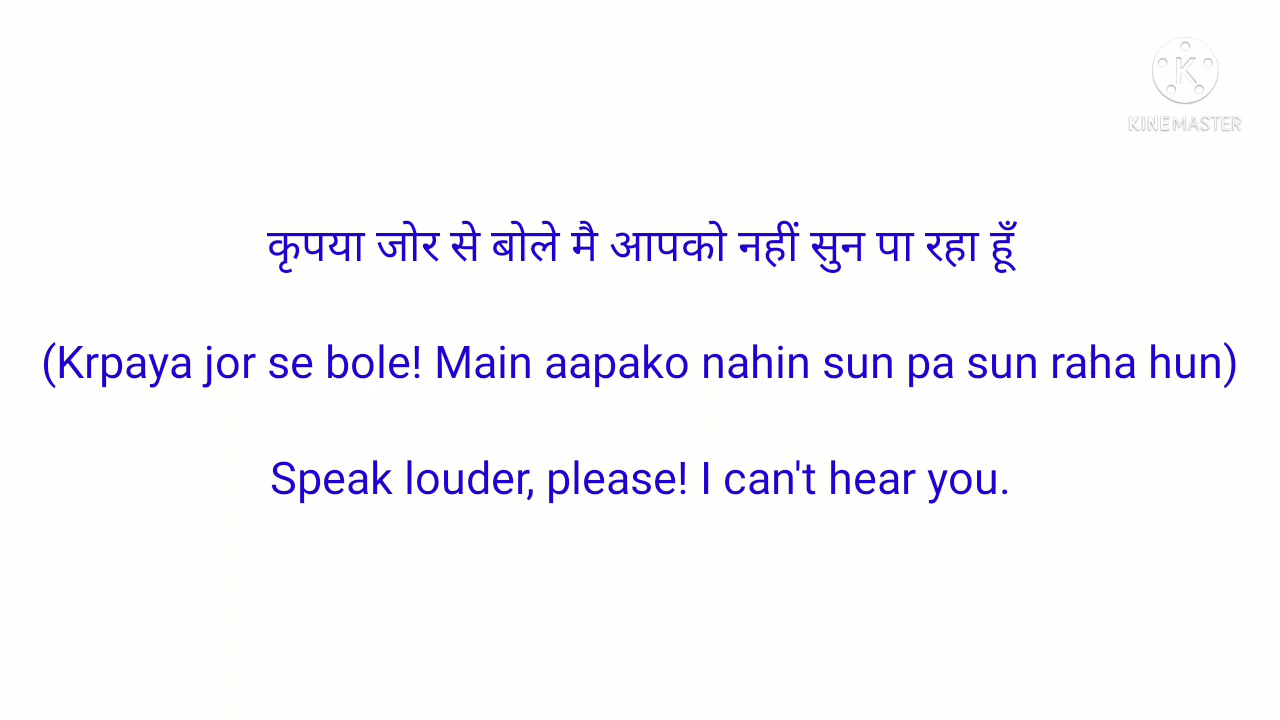 KINEMASTER
कृपया जोर से बोले मै आपको नहीं सुन पा रहा हूँ
(Krpaya jor se bole! Main aapako nahin sun pa sun raha hun)
Speak louder, please! I can't hear you.